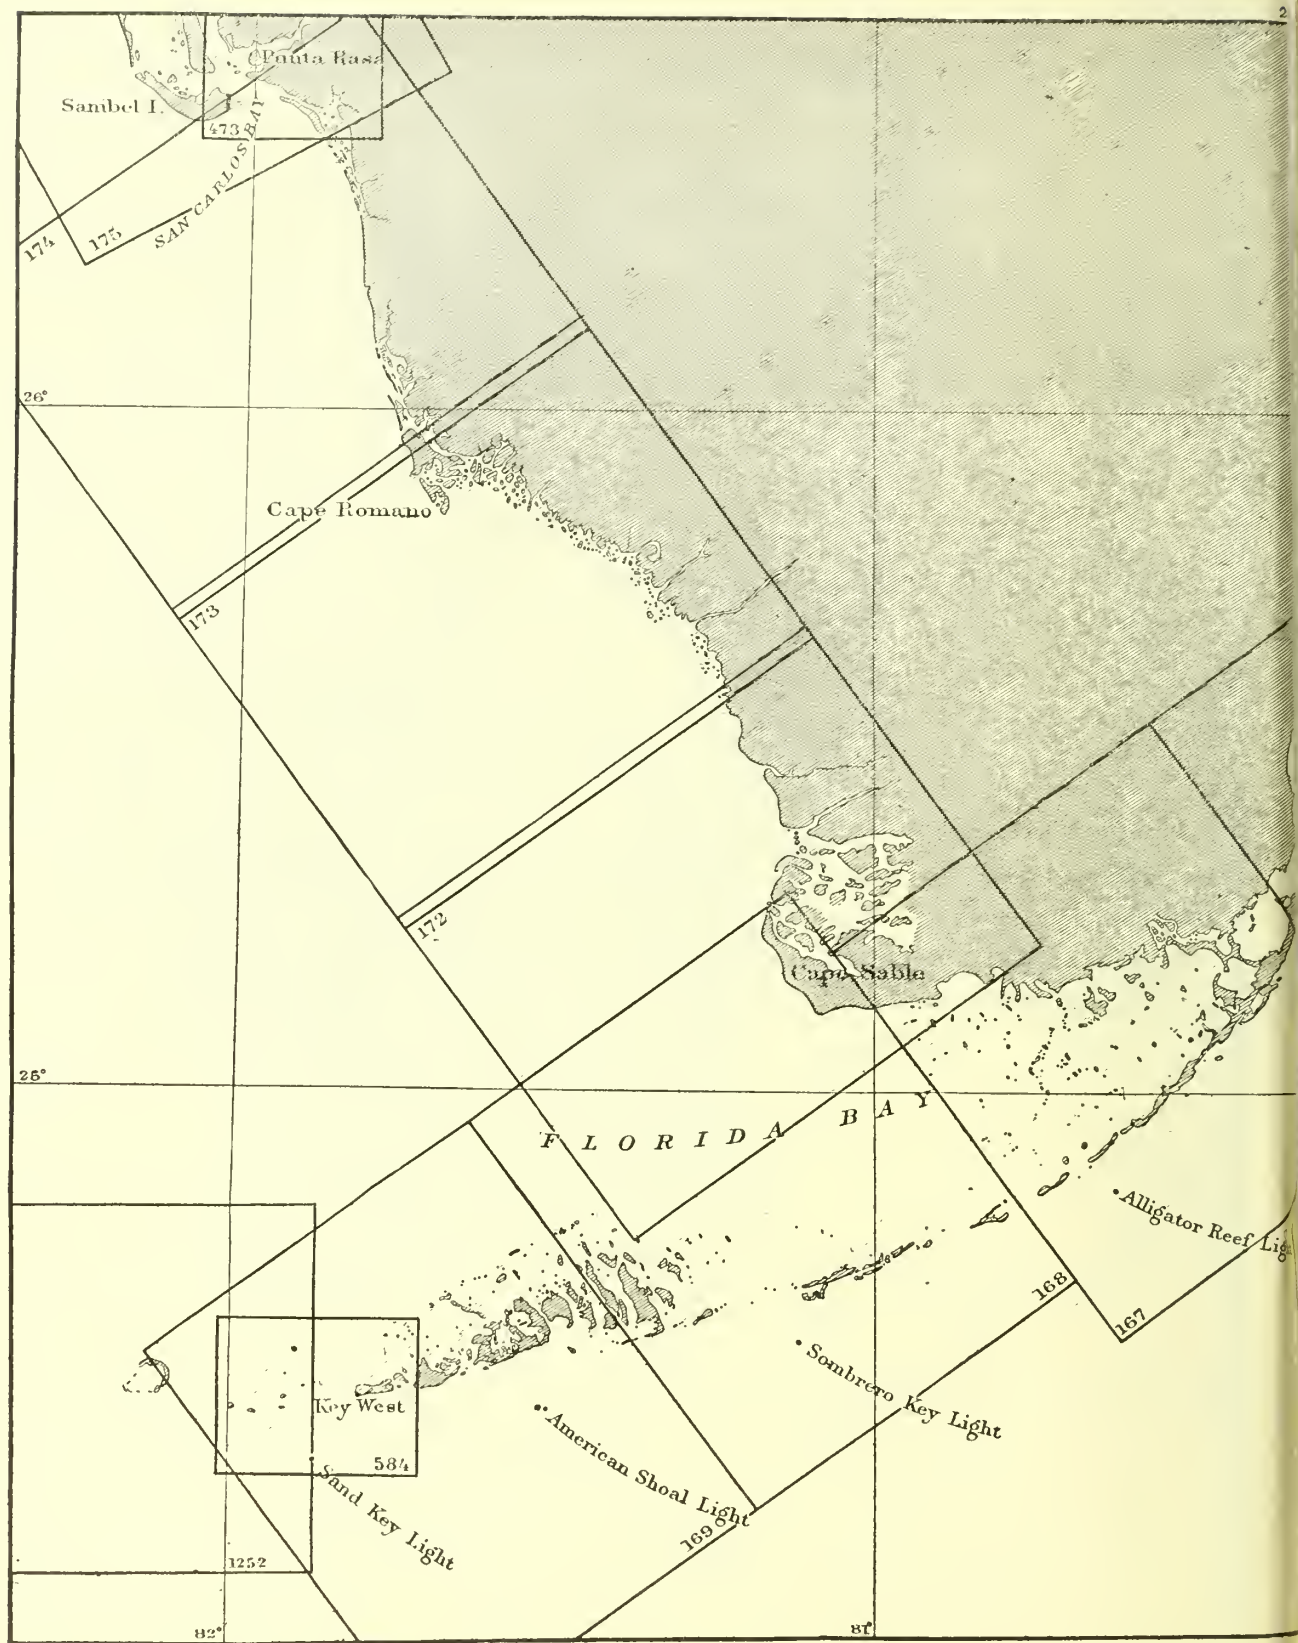 2
Punta Rasa
Sanibel I.
473
SAN CARLOS BAY
174
175
26°
Cape Romano
173
172
Cape Sable
25°
FLORIDA BAY
Alligator Reef
168
167
Sombrero Key Light
Key West
American Shoal Light
584
Sand Key Light
169
1252
82°
81°